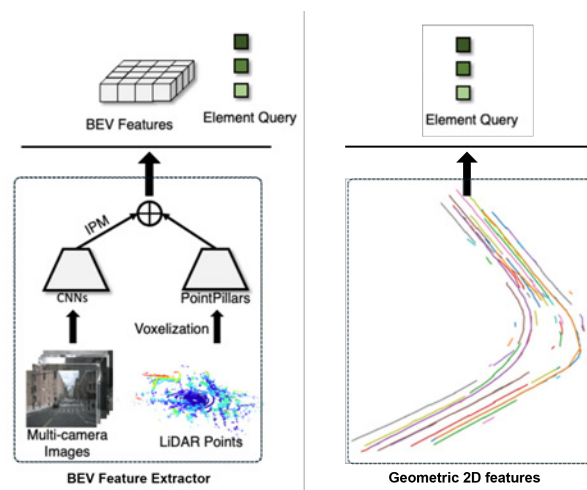 BEV Features
Element Query
IPM
CNNs
PointPillars
Voxelization
Multi-camera
Images
LiDAR Points
BEV Feature Extractor
Element Query
Geometric 2D features